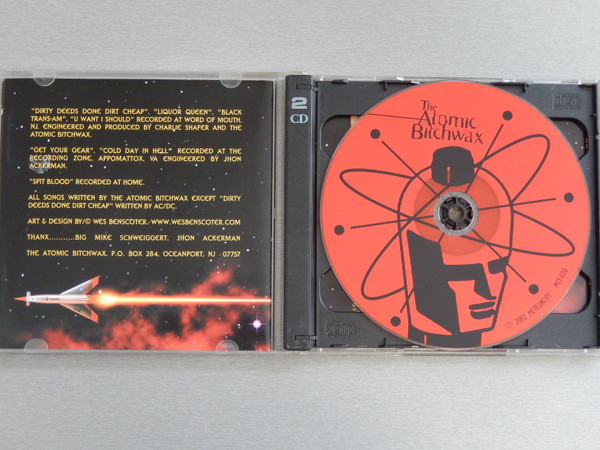 "DIRTY DEEDS DONE DIRT CHEAP", "LIQUOR QUEEN", "BLACK
TRANS-AM", "U WANT I SHOULD" RECORDED AT WORD OF MOUTH,
NJ. ENGINEERED AND PRODUCED BY CHARLIE SHAFER AND THE
ATOMIC BITCHWAX.
"GET YOUR GEAR", "COLD DAY IN HELL" RECORDED AT THE
RECORDING ZONE, APPOMATTOX, VA ENGINEERED BY JHON
ACKERMAN.
"SPIT BLOOD" RECORDED AT HOME.
ALL SONGS WRITTEN BY THE ATOMIC BITCHWAX EXCEPT "DIRTY
DEEDS DONE DIRT CHEAP" WRITTEN BY AC/DC.
ART & DESIGN BY/© WES BENSCOTER. WWW.WESBENSCOTER.COM
THANX...........BIG MIKE SCHWEIGGERT, JHON ACKERMAN
THE ATOMIC BITCHWAX, P.O. BOX 284, OCEANPORT, NJ 07757
2
CD
The
Atomic
Bitchwax
© 2002 METEORCITY MCY-020